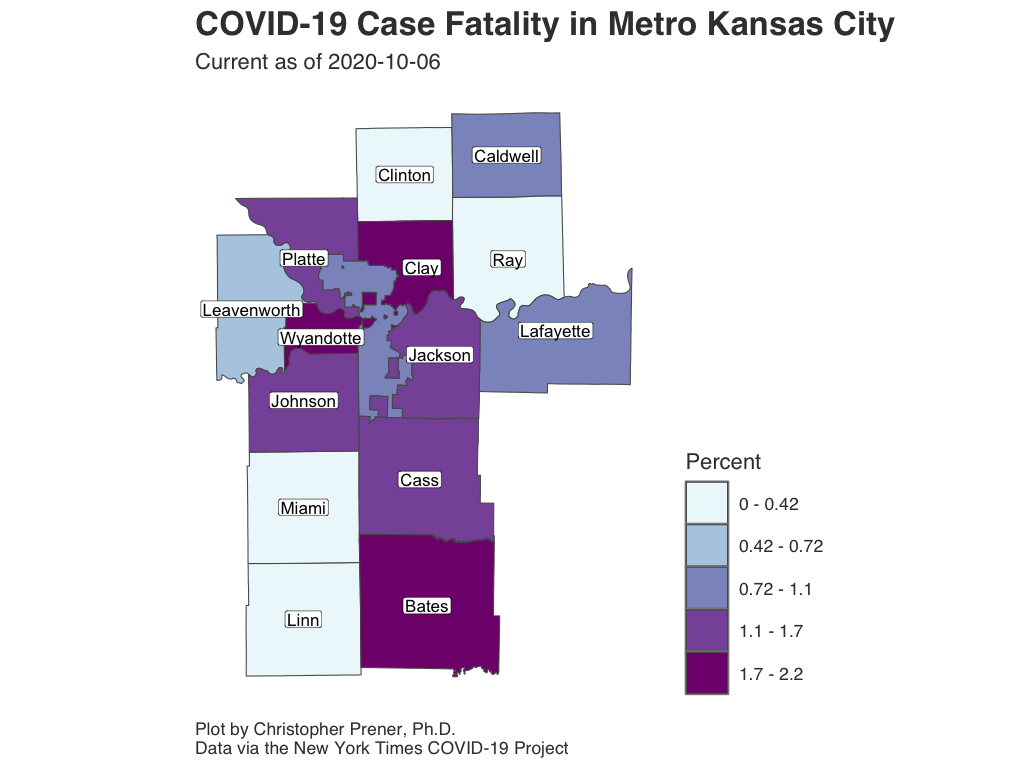 COVID-19 Case Fatality in Metro Kansas City
Current as of 2020-10-06
Caldwell
Clinton
Platte
Clay
Ray
Leavenworth
Wyandotte
Lafayette
Jackson
Johnson
Cass
Miami
Bates
Linn
Percent
0 - 0.42
0.42 - 0.72
0.72 - 1.1
1.1 - 1.7
1.7 - 2.2
Plot by Christopher Prener, Ph.D.
Data via the New York Times COVID-19 Project